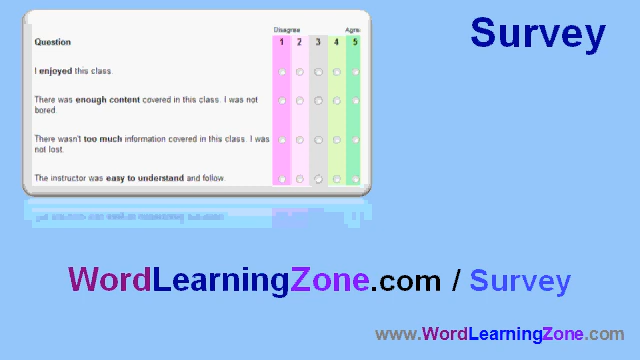 Survey
Disagree Agree
Question 1 2 3 4 5
I enjoyed this class.
There was enough content covered in this class. I was not
bored.
There wasn't too much information covered in this class. I was
not lost.
The instructor was easy to understand and follow.
WordLearningZone.com / Survey
www.WordLearningZone.com